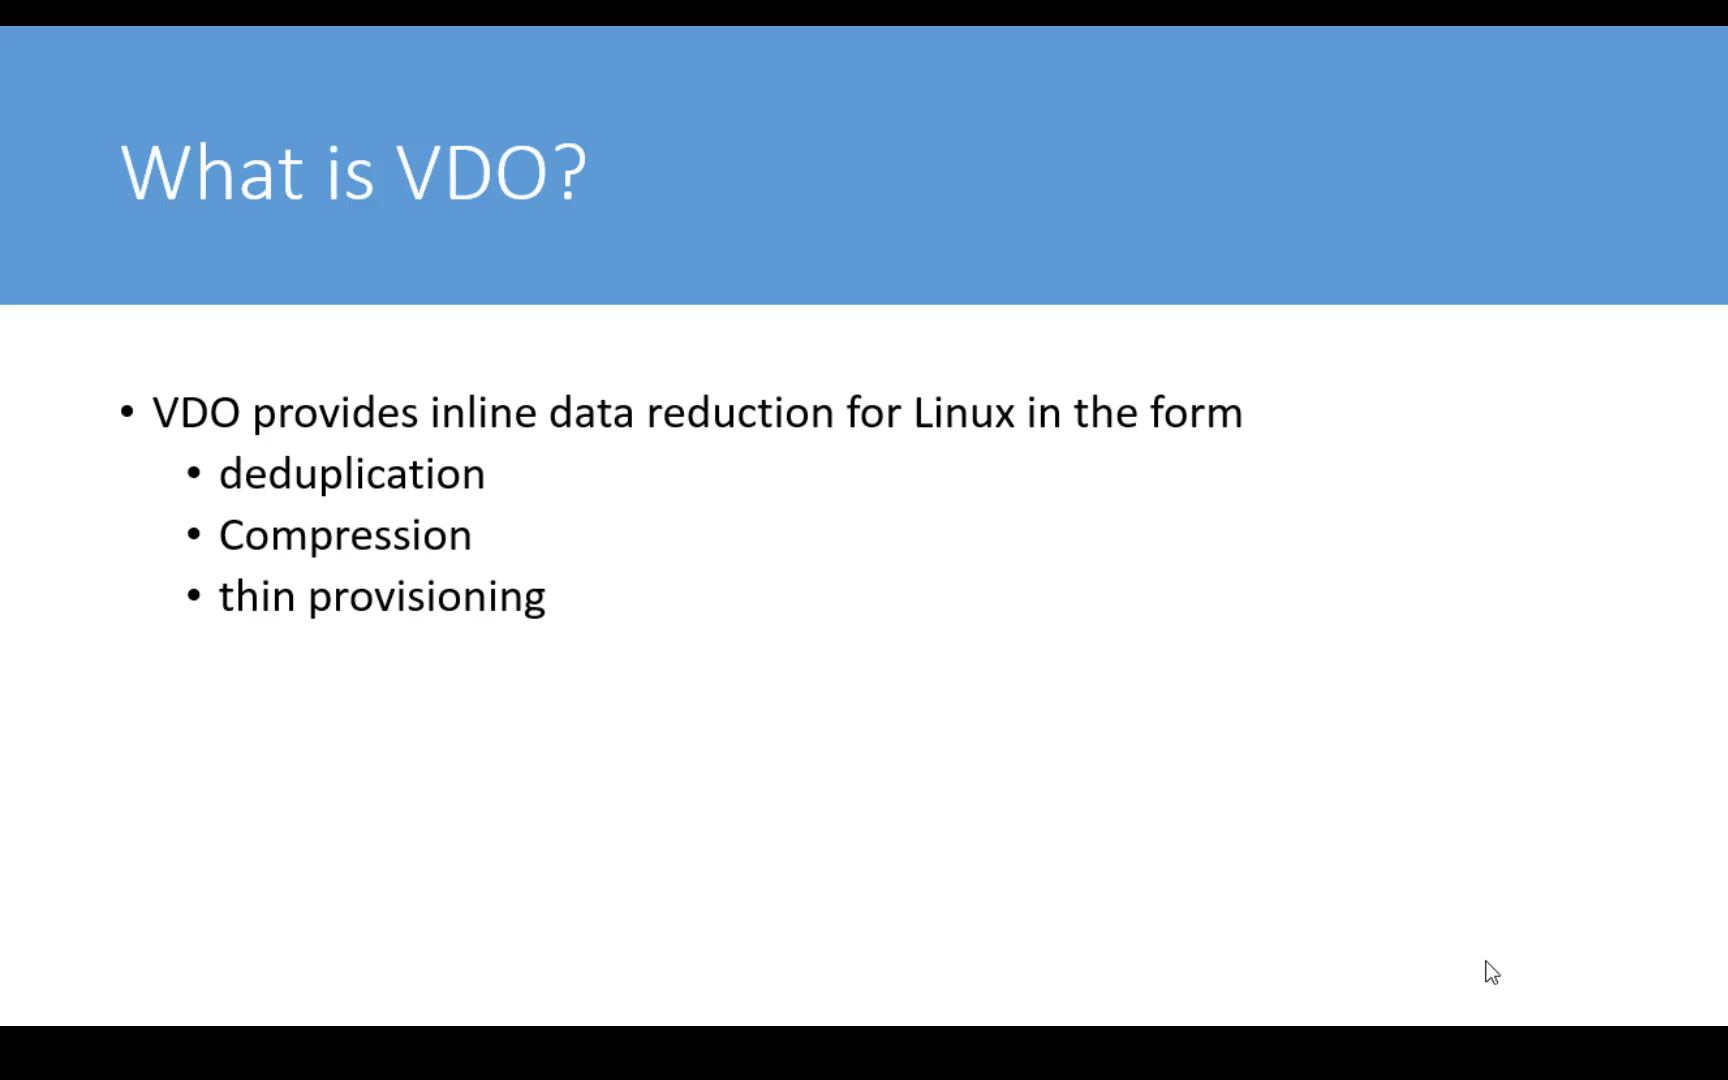 What is VDO?
• VDO provides inline data reduction for Linux in the form
• deduplication
• Compression
• thin provisioning